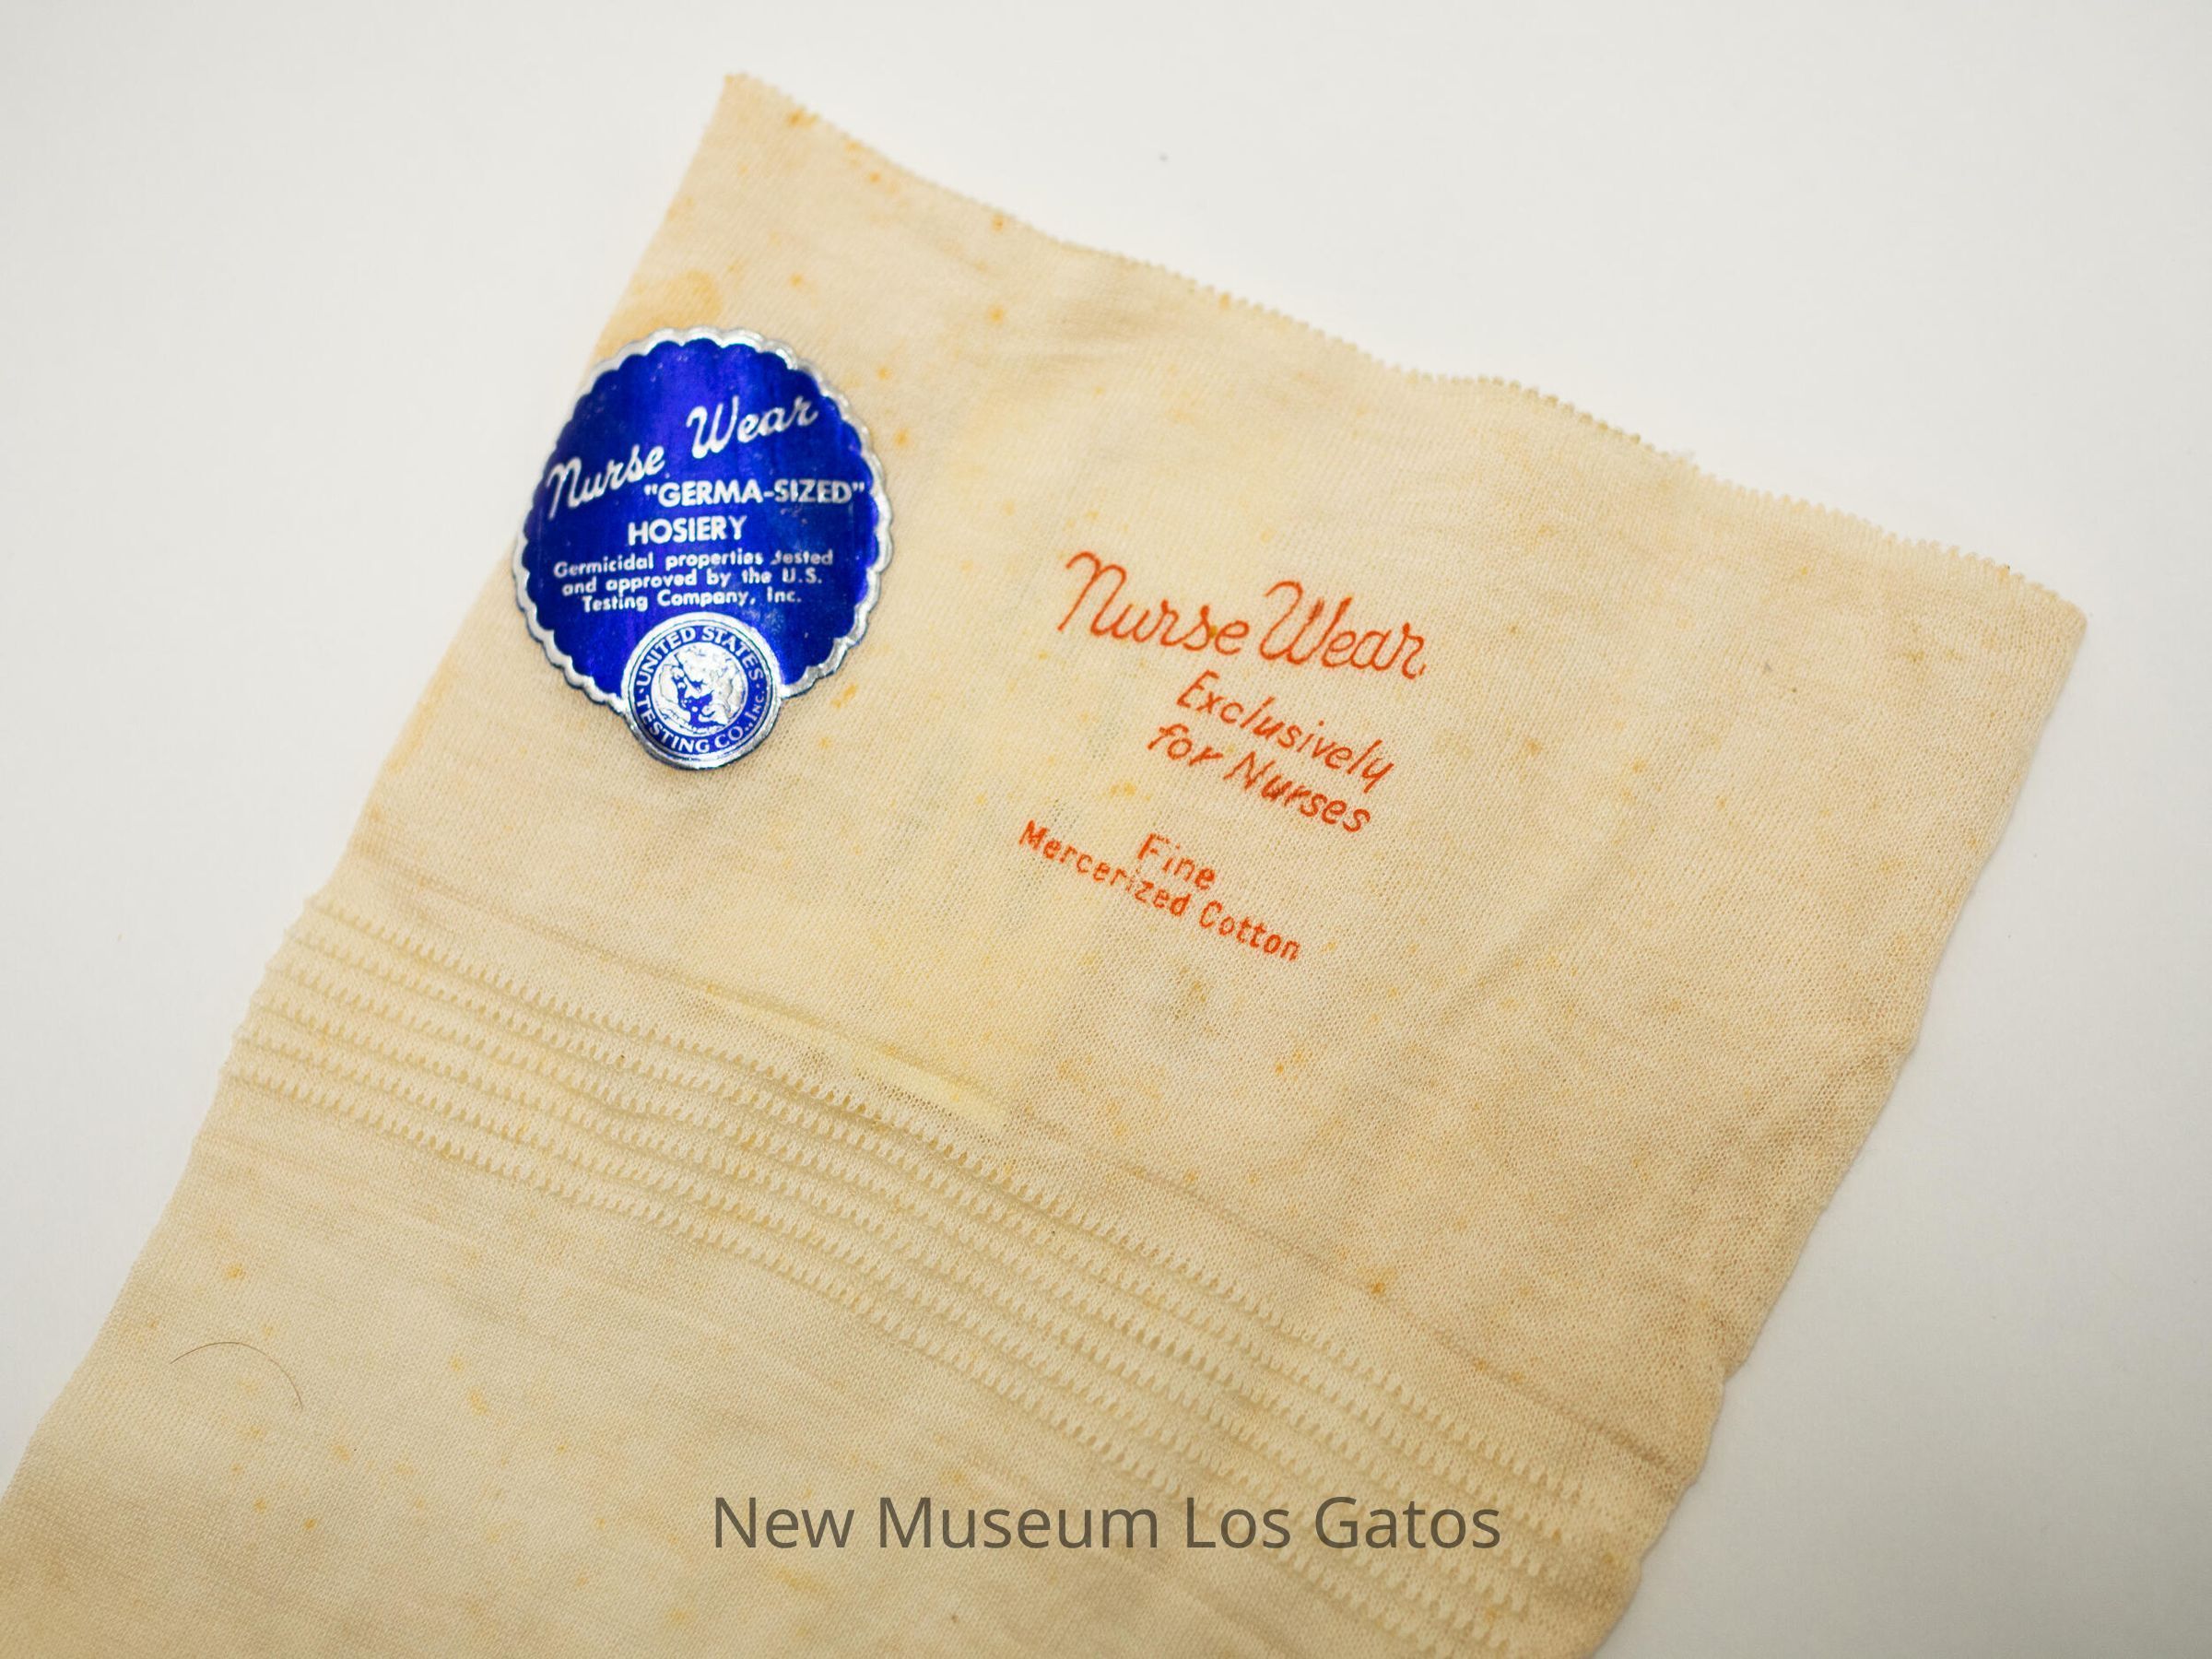 Nurse Wear
"GERMA-SIZED"
HOSIERY
Germicidal properties tested
and approved by the U.S.
Testing Company, Inc.
UNITED STATES
TESTING CO., INC.
Nurse Wear
Exclusively
for Nurses
Fine
Mercerized Cotton
New Museum Los Gatos